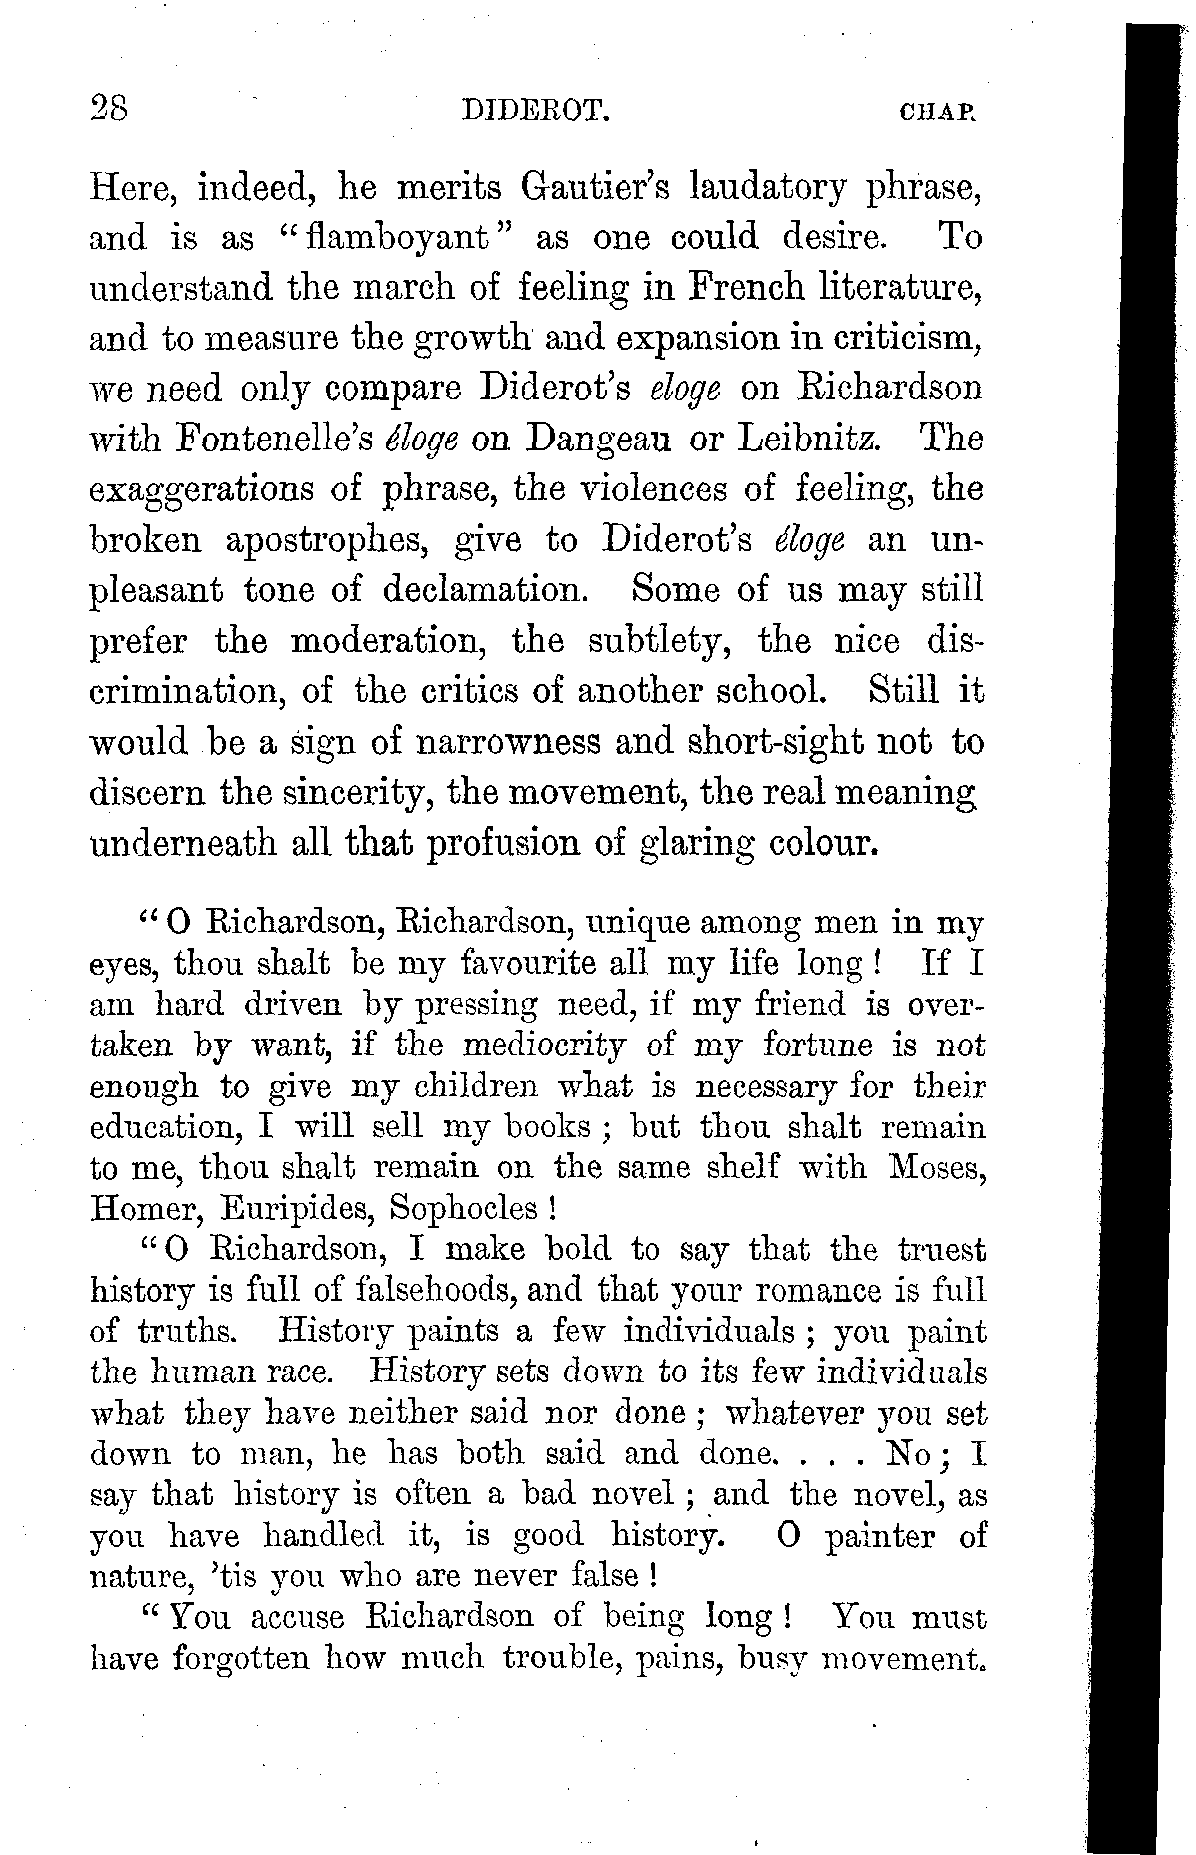 28 DIDEROT. CHAP.
Here, indeed, he merits Gautier's laudatory phrase,
and is as "flamboyant" as one could desire. To
understand the march of feeling in French literature,
and to measure the growth and expansion in criticism,
we need only compare Diderot's eloge on Richardson
with Fontenelle's éloge on Dangeau or Leibnitz. The
exaggerations of phrase, the violences of feeling, the
broken apostrophes, give to Diderot's éloge an un-
pleasant tone of declamation. Some of us may still
prefer the moderation, the subtlety, the nice dis-
crimination, of the critics of another school. Still it
would be a sign of narrowness and short-sight not to
discern the sincerity, the movement, the real meaning
underneath all that profusion of glaring colour.
"O Richardson, Richardson, unique among men in my
eyes, thou shalt be my favourite all my life long! If I
am hard driven by pressing need, if my friend is over-
taken by want, if the mediocrity of my fortune is not
enough to give my children what is necessary for their
education, I will sell my books; but thou shalt remain
to me, thou shalt remain on the same shelf with Moses,
Homer, Euripides, Sophocles!
"O Richardson, I make bold to say that the truest
history is full of falsehoods, and that your romance is full
of truths. History paints a few individuals; you paint
the human race. History sets down to its few individuals
what they have neither said nor done; whatever you set
down to man, he has both said and done. . . . No; I
say that history is often a bad novel; and the novel, as
you have handled it, is good history. O painter of
nature, 'tis you who are never false!
"You accuse Richardson of being long! You must
have forgotten how much trouble, pains, busy movement.